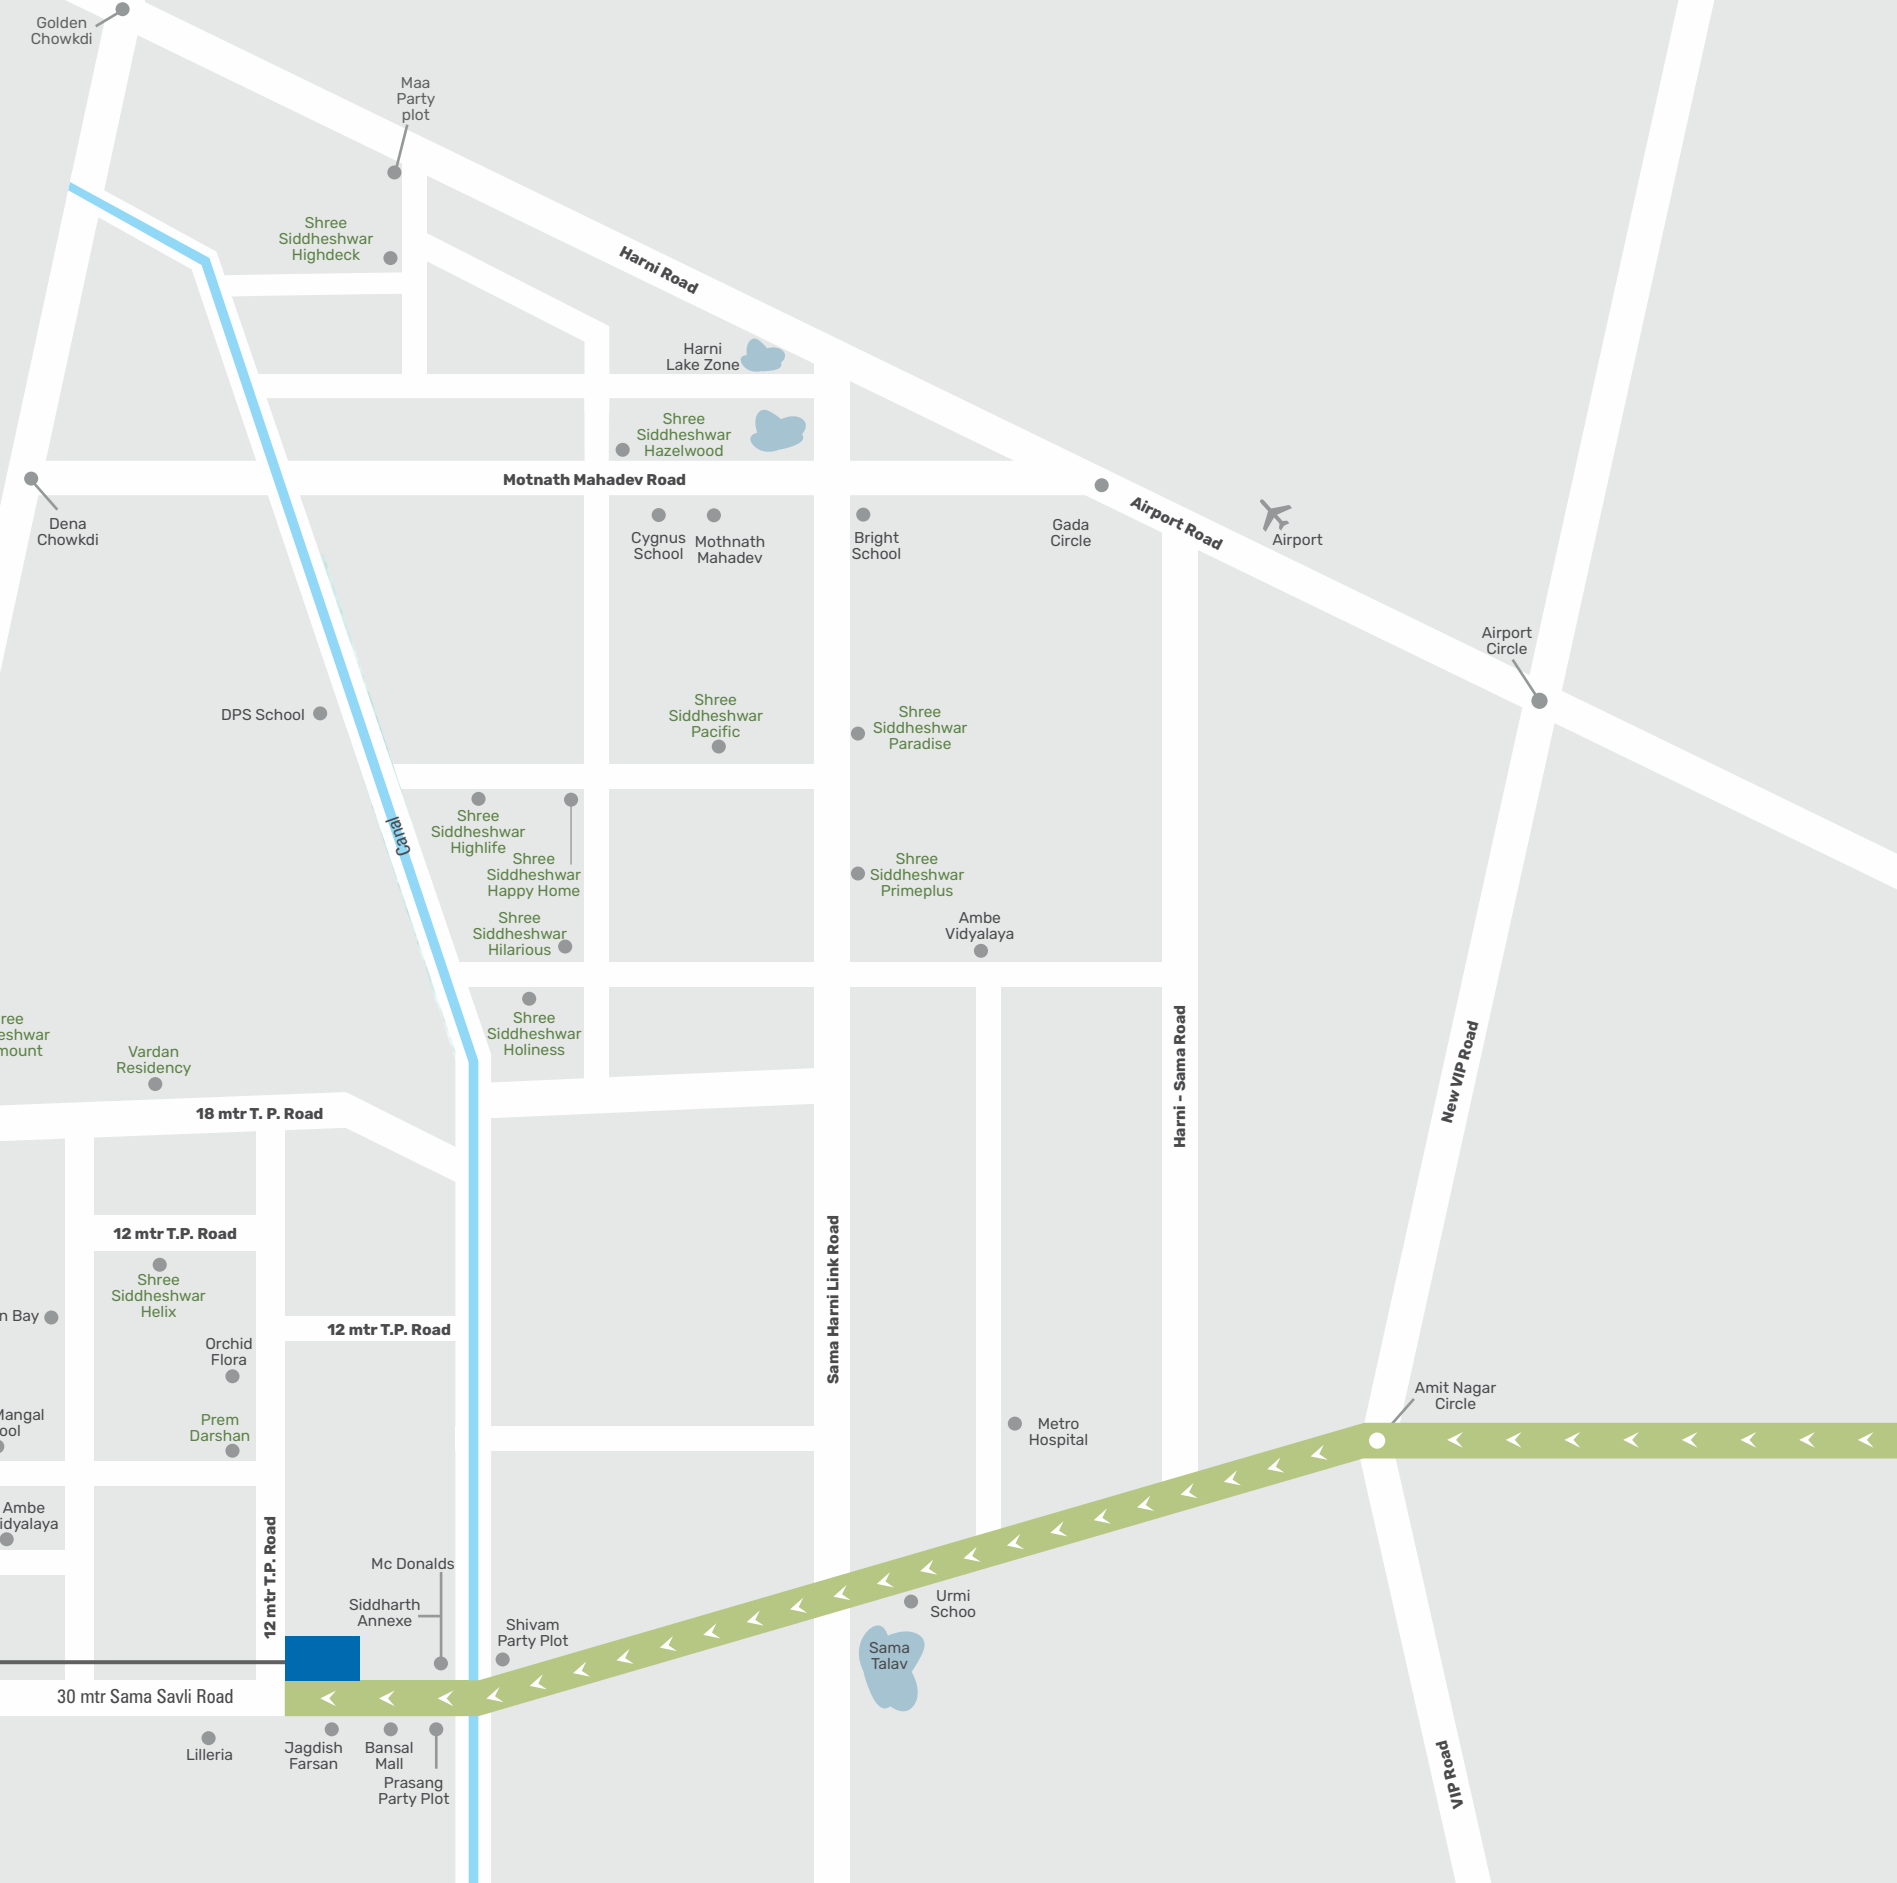 Golden
Chowkdi
Maa
Party
plot
Shree
Siddheshwar
Highdeck
Harni Road
Harni
Lake Zone
Shree
Siddheshwar
Hazelwood
Motnath Mahadev Road
Dena
Chowkdi
Cygnus
School
Mothnath
Mahadev
Bright
School
Gada
Circle
Airport Road
Airport
Airport
Circle
DPS School
Shree
Siddheshwar
Pacific
Shree
Siddheshwar
Paradise
Canal
Shree
Siddheshwar
Highlife
Shree
Siddheshwar
Happy Home
Shree
Siddheshwar
Primeplus
Shree
Siddheshwar
Hilarious
Ambe
Vidyalaya
Shree
Siddheshwar
Holiness
ree
eshwar
mount
Vardan
Residency
18 mtr T. P. Road
Harni - Sama Road
New VIP Road
12 mtr T.P. Road
Shree
Siddheshwar
Helix
n Bay
12 mtr T.P. Road
Sama Harni Link Road
Orchid
Flora
Mangal
ool
Prem
Darshan
Amit Nagar
Circle
Metro
Hospital
Ambe
idyalaya
12 mtr T.P. Road
Mc Donalds
Siddharth
Annexe
Shivam
Party Plot
Urmi
Schoo
Sama
Talav
30 mtr Sama Savli Road
Lilleria
Jagdish
Farsan
Bansal
Mall
Prasang
Party Plot
VIP Road